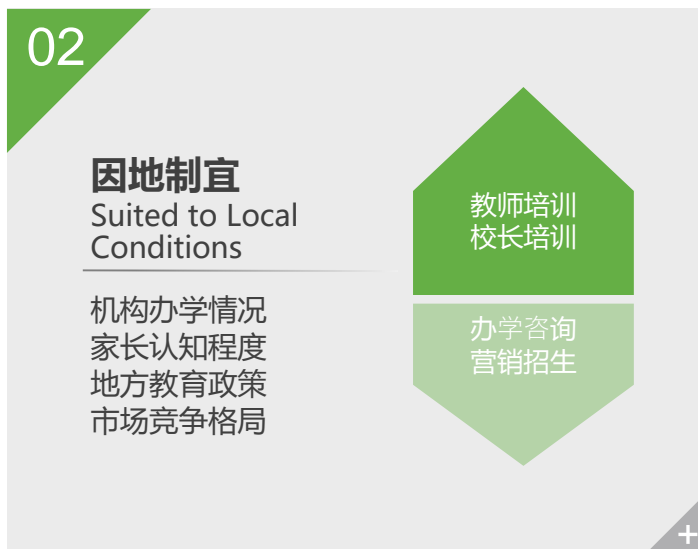 02
因地制宜
Suited to Local
Conditions
机构办学情况
家长认知程度
地方教育政策
市场竞争格局
教师培训
校长培训
办学咨询
营销招生
+